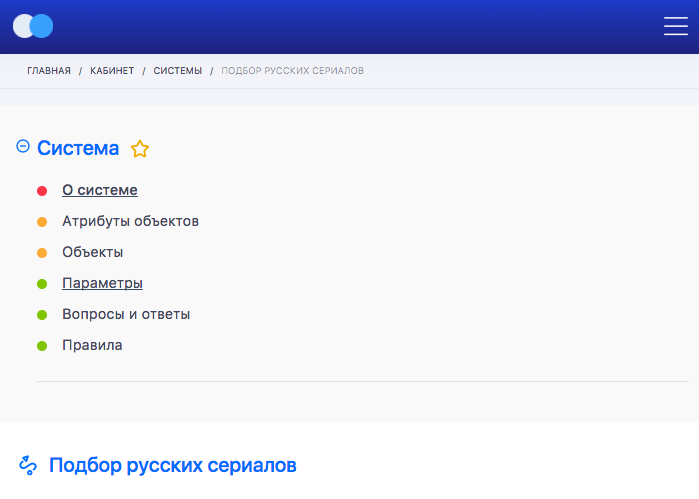 ГЛАВНАЯ / КАБИНЕТ / СИСТЕМЫ / ПОДБОР РУССКИХ СЕРИАЛОВ
Система
О системе
Атрибуты объектов
Объекты
Параметры
Вопросы и ответы
Правила
Подбор русских сериалов